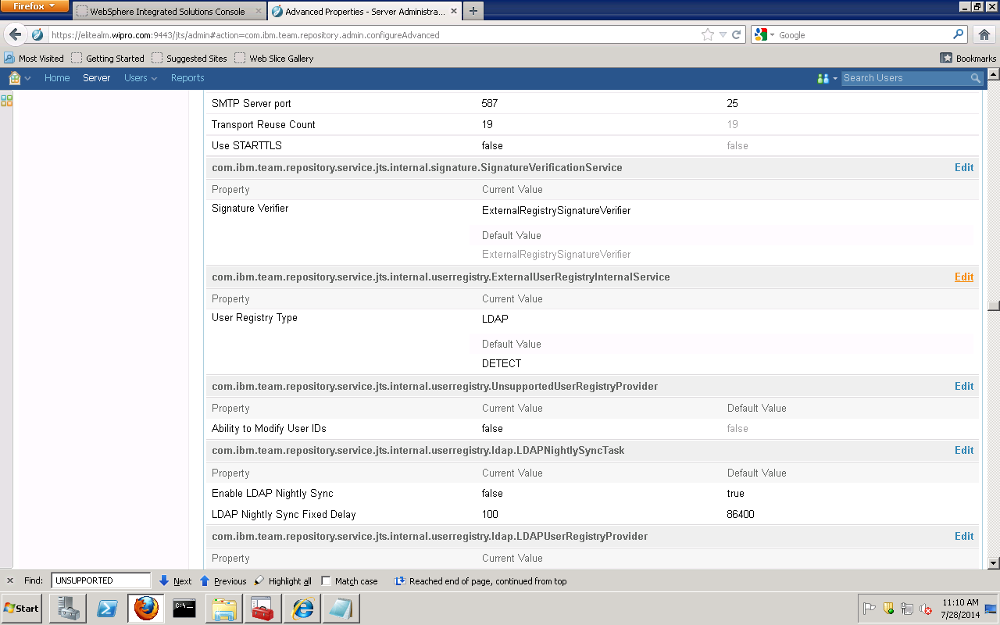 Firefox
WebSphere Integrated Solutions Console
Advanced Properties - Server Administra...
https://elitealm.wipro.com:9443/jts/admin#action=com.ibm.team.repository.admin.configureAdvanced
Google
Most Visited Getting Started Suggested Sites Web Slice Gallery Bookmarks
Home Server Users Reports Search Users
SMTP Server port 587 25
Transport Reuse Count 19 19
Use STARTTLS false false
com.ibm.team.repository.service.jts.internal.signature.SignatureVerificationService Edit
Property Current Value
Signature Verifier ExternalRegistrySignatureVerifier
Default Value
ExternalRegistrySignatureVerifier
com.ibm.team.repository.service.jts.internal.userregistry.ExternalUserRegistryInternalService Edit
Property Current Value
User Registry Type LDAP
Default Value
DETECT
com.ibm.team.repository.service.jts.internal.userregistry.UnsupportedUserRegistryProvider Edit
Property Current Value Default Value
Ability to Modify User IDs false false
com.ibm.team.repository.service.jts.internal.userregistry.ldap.LDAPNightlySyncTask Edit
Property Current Value Default Value
Enable LDAP Nightly Sync false true
LDAP Nightly Sync Fixed Delay 100 86400
com.ibm.team.repository.service.jts.internal.userregistry.ldap.LDAPUserRegistryProvider Edit
Property Current Value
Find: UNSUPPORTED Next Previous Highlight all Match case Reached end of page, continued from top
Start
C:\
11:10 AM
7/28/2014